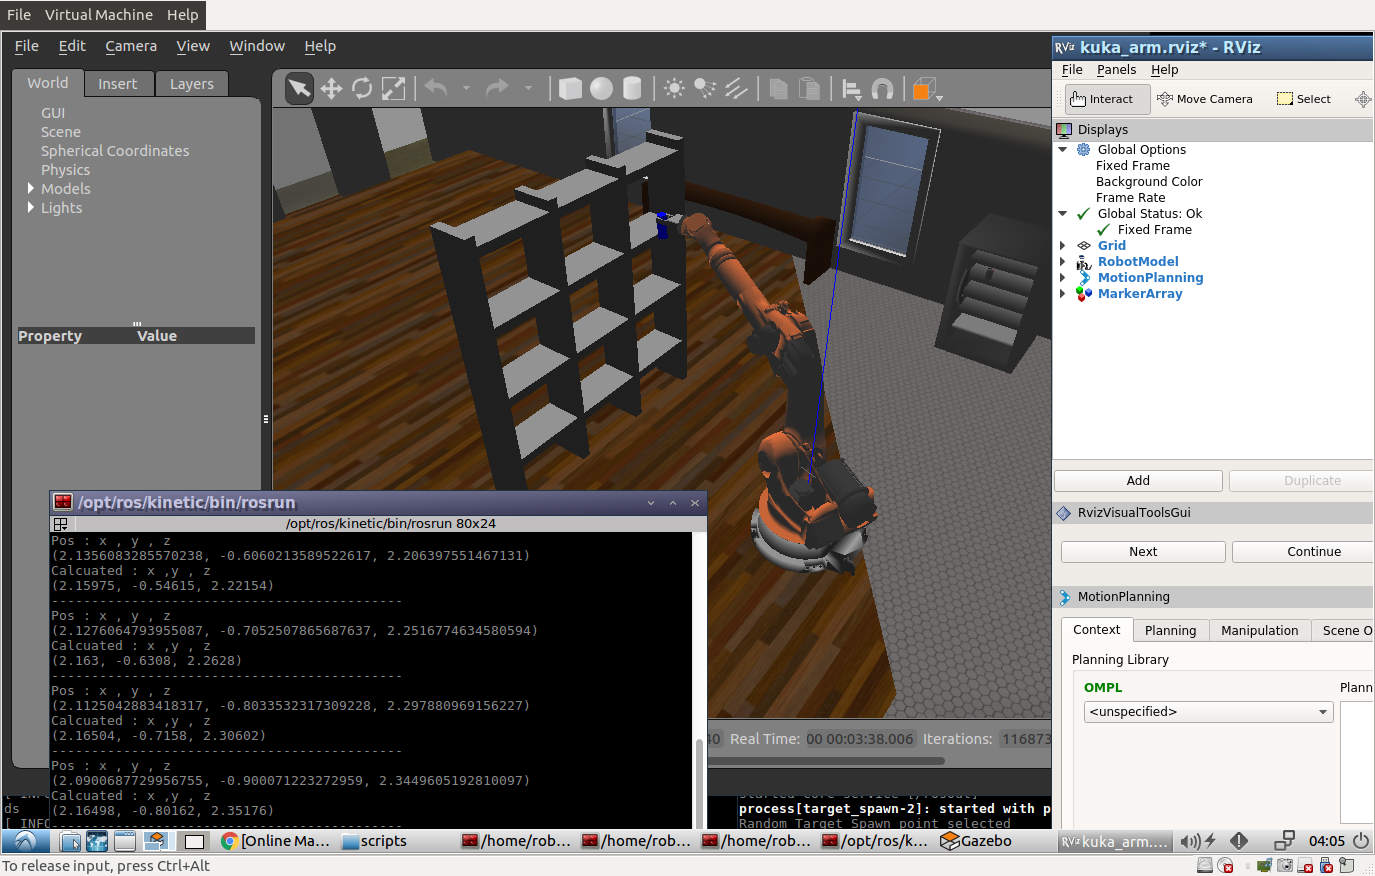 File Virtual Machine Help
File Edit Camera View Window Help
World Insert Layers
GUI
Scene
Spherical Coordinates
Physics
Models
Lights
Property Value
kuka_arm.rviz* - RViz
File Panels Help
Interact Move Camera Select
Displays
Global Options
Fixed Frame
Background Color
Frame Rate
Global Status: Ok
Fixed Frame
Grid
RobotModel
MotionPlanning
MarkerArray
Add Duplicate
RvizVisualToolsGui
Next Continue
MotionPlanning
Context Planning Manipulation Scene O
Planning Library
OMPL Plann
<unspecified>
/opt/ros/kinetic/bin/rosrun
/opt/ros/kinetic/bin/rosrun 80x24
Pos : x , y , z
(2.1356083285570238, -0.6060213589522617, 2.206397551467131)
Calcuated : x ,y , z
(2.15975, -0.54615, 2.22154)
-------------------------------------------
Pos : x , y , z
(2.1276064793955087, -0.7052507865687637, 2.2516774634580594)
Calcuated : x ,y , z
(2.163, -0.6308, 2.2628)
-------------------------------------------
Pos : x , y , z
(2.1125042883418317, -0.8033532317309228, 2.297880969156227)
Calcuated : x ,y , z
(2.16504, -0.7158, 2.30602)
-------------------------------------------
Pos : x , y , z
(2.0900687729956755, -0.900071223272959, 2.3449605192810097)
Calcuated : x ,y , z
(2.16498, -0.80162, 2.35176)
-------------------------------------------
40 Real Time: 00 00:03:38.006 Iterations: 116873
ds
[ INFO
process[target_spawn-2]: started with p
Random Target Spawn point selected
[Online Ma... scripts /home/rob... /home/rob... /home/rob... /opt/ros/k... Gazebo kuka_arm.... 04:05
To release input, press Ctrl+Alt